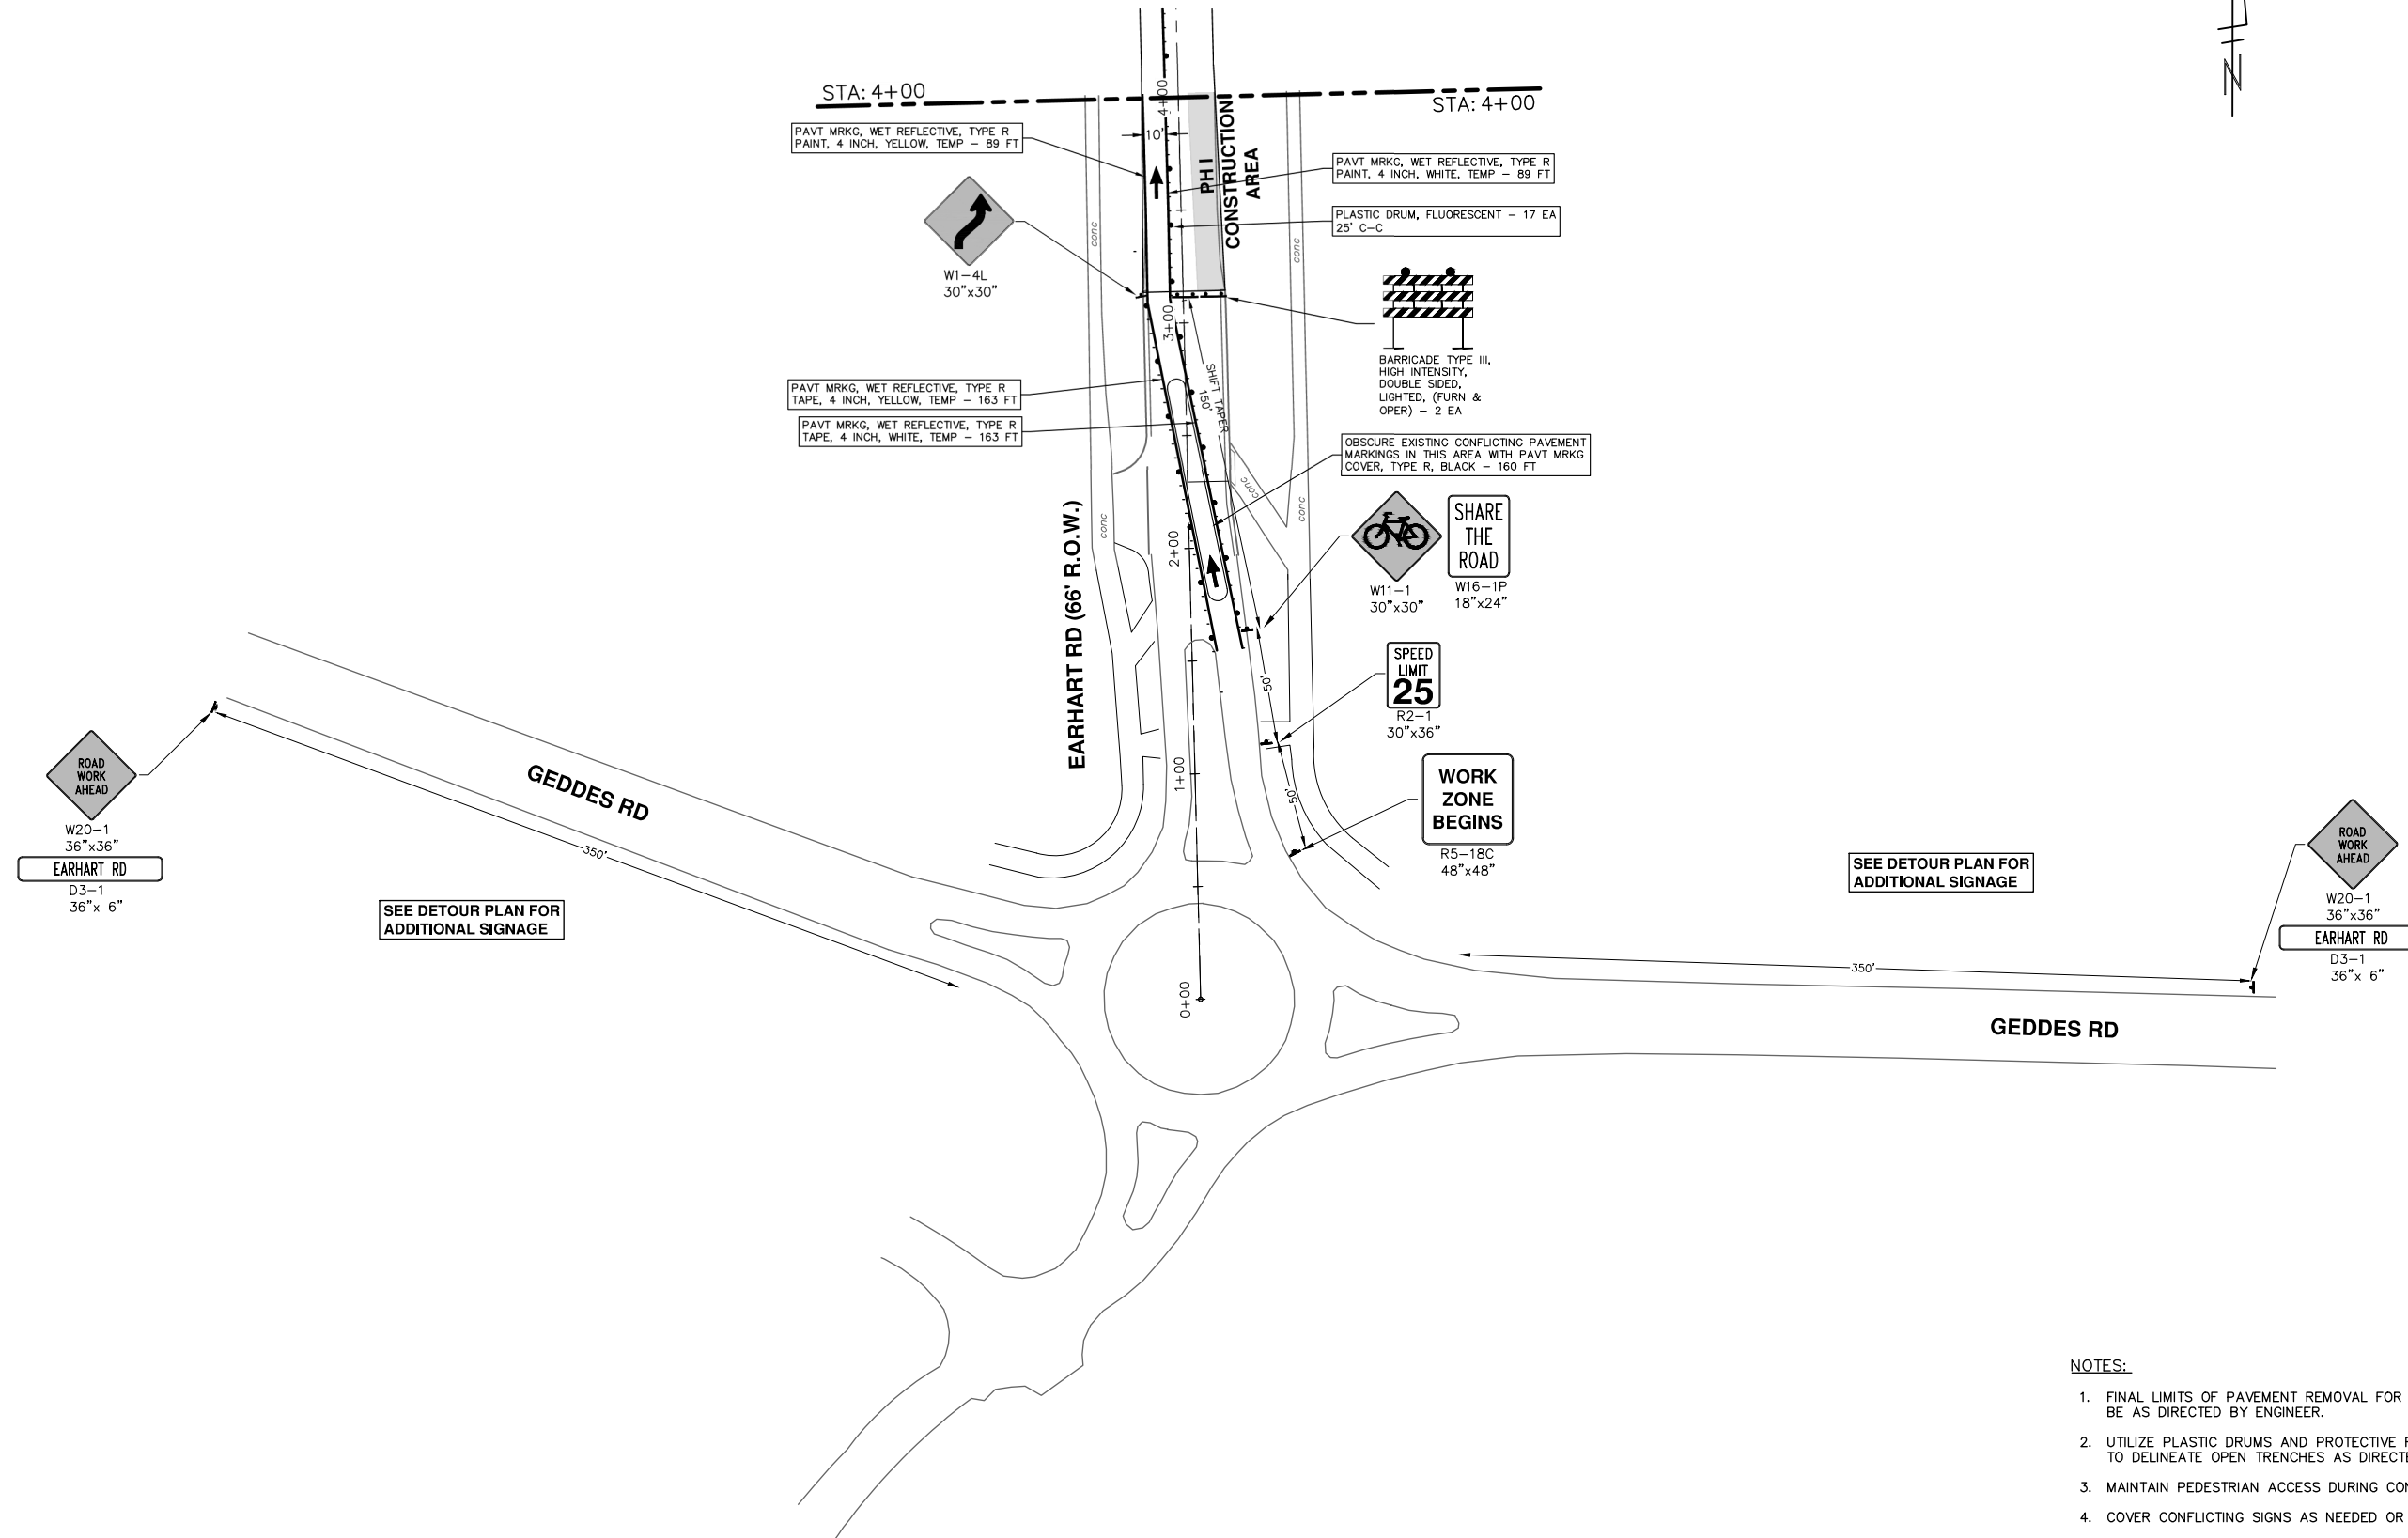 STA: 4+00
STA: 4+00
PAVT MRKG, WET REFLECTIVE, TYPE R
PAINT, 4 INCH, YELLOW, TEMP – 89 FT
10'
4+00
PH I
CONSTRUCTION
AREA
PAVT MRKG, WET REFLECTIVE, TYPE R
PAINT, 4 INCH, WHITE, TEMP – 89 FT
PLASTIC DRUM, FLUORESCENT – 17 EA
25' C–C
W1–4L
30"x30"
conc
conc
3+00
BARRICADE TYPE III,
HIGH INTENSITY,
DOUBLE SIDED,
LIGHTED, (FURN &
OPER) – 2 EA
SHIFT TAPER
150'
PAVT MRKG, WET REFLECTIVE, TYPE R
TAPE, 4 INCH, YELLOW, TEMP – 163 FT
PAVT MRKG, WET REFLECTIVE, TYPE R
TAPE, 4 INCH, WHITE, TEMP – 163 FT
OBSCURE EXISTING CONFLICTING PAVEMENT
MARKINGS IN THIS AREA WITH PAVT MRKG
COVER, TYPE R, BLACK – 160 FT
conc
conc
conc
EARHART RD (66' R.O.W.)
2+00
W11–1
30"x30"
SHARE
THE
ROAD
W16–1P
18"x24"
50'
SPEED
LIMIT
25
R2–1
30"x36"
1+00
50'
WORK
ZONE
BEGINS
R5–18C
48"x48"
ROAD
WORK
AHEAD
W20–1
36"x36"
EARHART RD
D3–1
36"x 6"
GEDDES RD
350'
SEE DETOUR PLAN FOR
ADDITIONAL SIGNAGE
0+00
SEE DETOUR PLAN FOR
ADDITIONAL SIGNAGE
350'
GEDDES RD
ROAD
WORK
AHEAD
W20–1
36"x36"
EARHART RD
D3–1
36"x 6"
N
NOTES:
1. FINAL LIMITS OF PAVEMENT REMOVAL FOR
BE AS DIRECTED BY ENGINEER.
2. UTILIZE PLASTIC DRUMS AND PROTECTIVE
TO DELINEATE OPEN TRENCHES AS
3. MAINTAIN PEDESTRIAN ACCESS DURING
4. COVER CONFLICTING SIGNS AS NEEDED OR